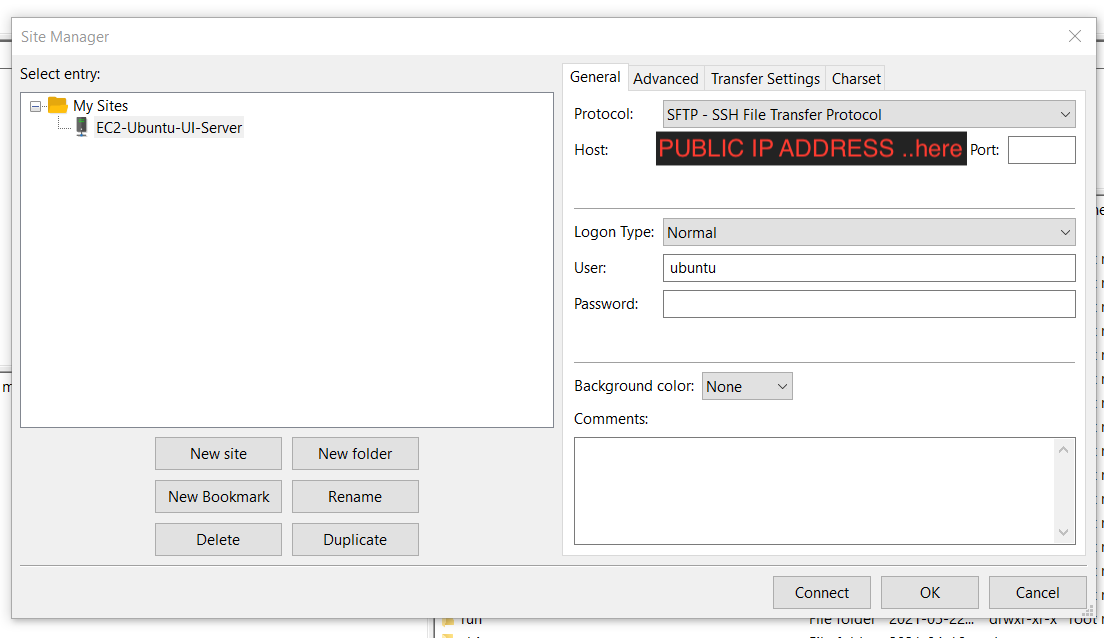 Site Manager
Select entry:
My Sites
EC2-Ubuntu-UI-Server
New site
New folder
New Bookmark
Rename
Delete
Duplicate
General
Advanced
Transfer Settings
Charset
Protocol:
SFTP - SSH File Transfer Protocol
Host:
PUBLIC IP ADDRESS ..here
Port:
Logon Type:
Normal
User:
ubuntu
Password:
Background color:
None
Comments:
Connect
OK
Cancel
run
File folder 2021-05-22... drwxr-xr-x root